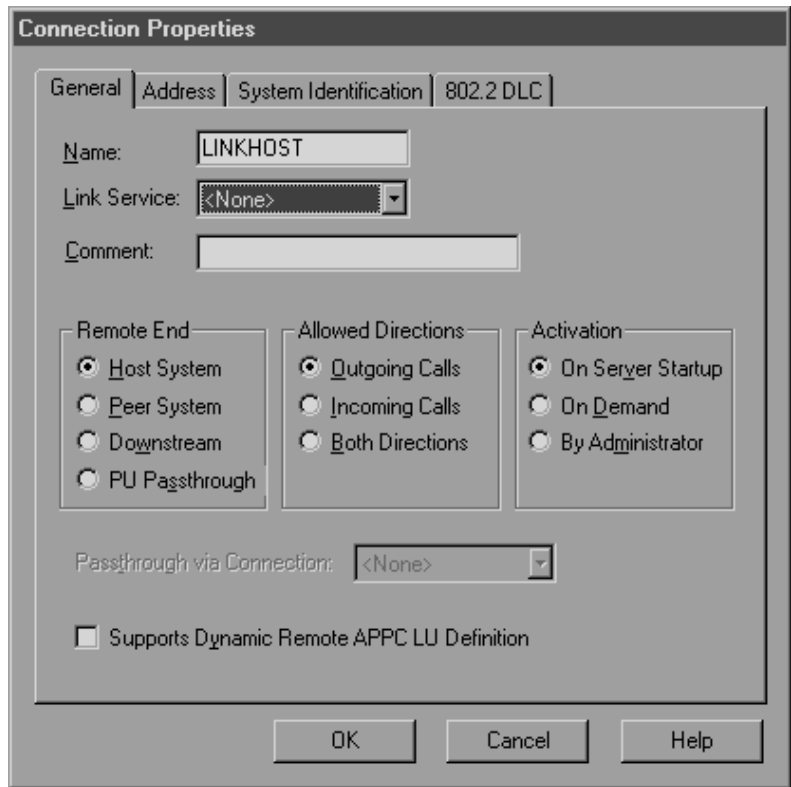 Connection Properties
General Address System Identification 802.2 DLC
Name: LINKHOST
Link Service: <None>
Comment:
Remote End Allowed Directions Activation
Host System Outgoing Calls On Server Startup
Peer System Incoming Calls On Demand
Downstream Both Directions By Administrator
PU Passthrough
Passthrough via Connection: <None>
Supports Dynamic Remote APPC LU Definition
OK Cancel Help